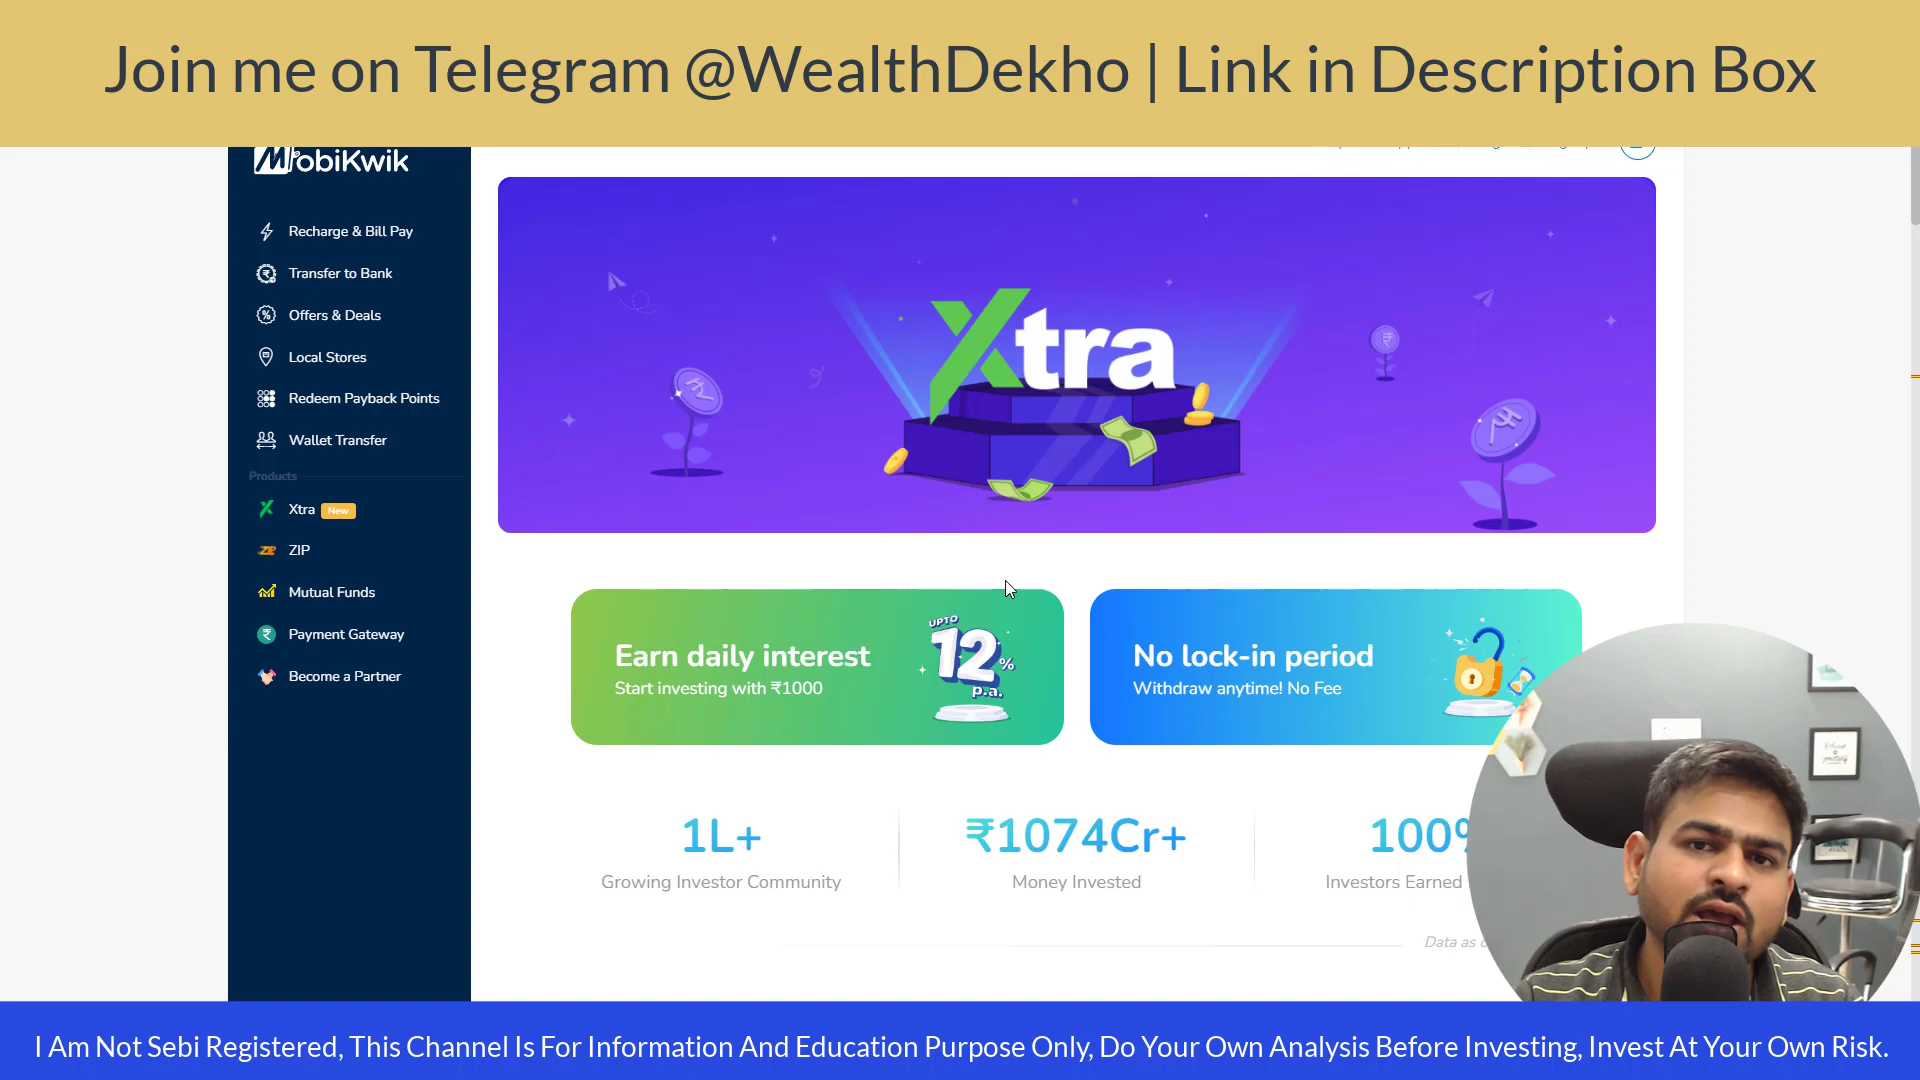 Join me on Telegram @WealthDekho | Link in Description Box
MobiKwik
Recharge & Bill Pay
Transfer to Bank
Offers & Deals
Local Stores
Redeem Payback Points
Wallet Transfer
Products
Xtra New
ZIP
Mutual Funds
Payment Gateway
Become a Partner
Xtra
Earn daily interest
Start investing with ₹1000
UPTO
12%
p.a.
No lock-in period
Withdraw anytime! No Fee
1L+
Growing Investor Community
₹1074Cr+
Money Invested
100%
Investors Earned
Data as
I Am Not Sebi Registered, This Channel Is For Information And Education Purpose Only, Do Your Own Analysis Before Investing, Invest At Your Own Risk.